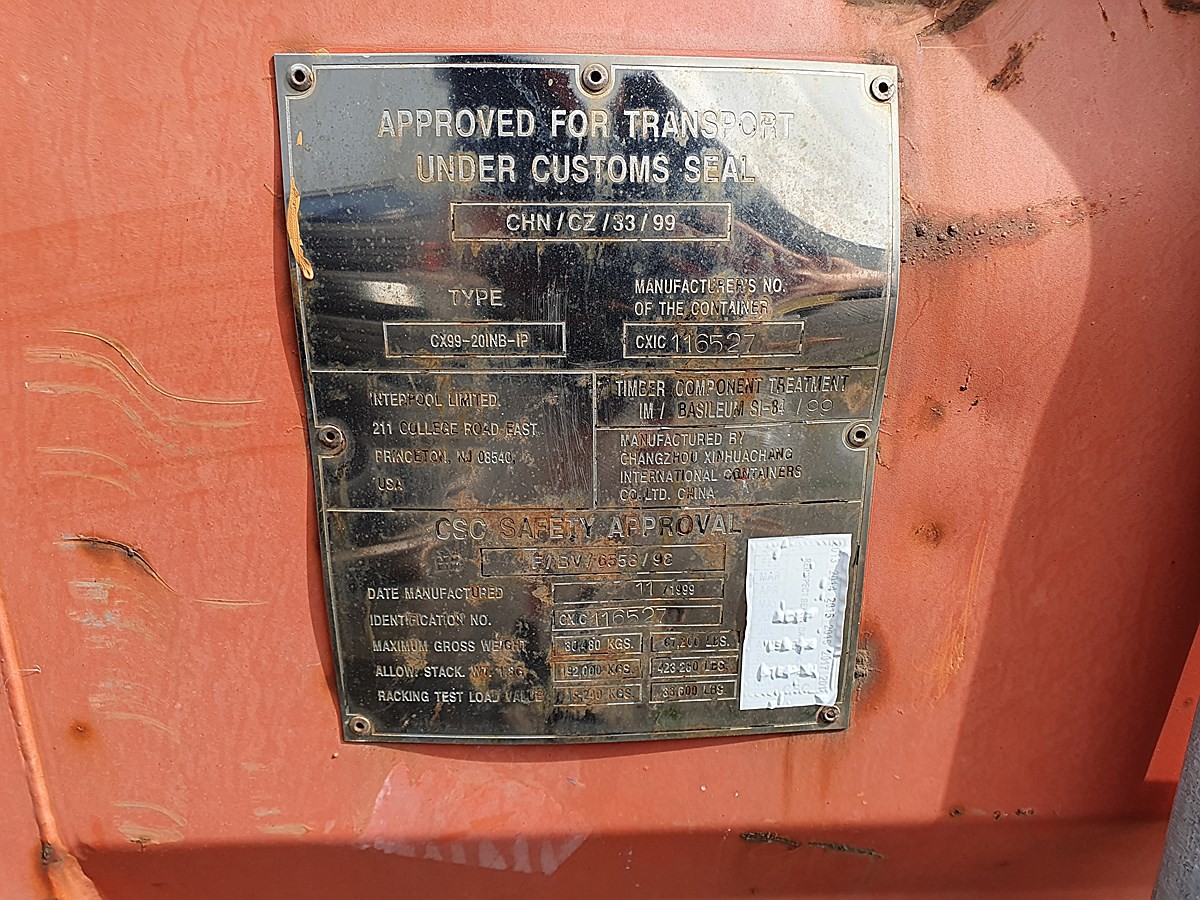 APPROVED FOR TRANSPORT
UNDER CUSTOMS SEAL
CHN / CZ / 33 / 99
TYPE
CX99-20INB-IP
MANUFACTURER'S NO.
OF THE CONTAINER
CXIC 116527
INTERPOOL LIMITED.
211 COLLEGE ROAD EAST
PRINCETON, NJ 08540,
USA
TIMBER COMPONENT TREATMENT
IM / BASILEUM SI-84 / 99
MANUFACTURED BY
CHANGZHOU XINHUACHANG
INTERNATIONAL CONTAINERS
CO.LTD. CHINA
CSC SAFETY APPROVAL
DATE MANUFACTURED 11 /1999
IDENTIFICATION NO. CXIC 116527
MAXIMUM GROSS WEIGHT 30,480 KGS. 67,200 LBS.
ALLOW. STACK. WT. 1.8G 192,000 KGS. 423,280 LBS.
RACKING TEST LOAD VALUE 15,240 KGS. 33,600 LBS.